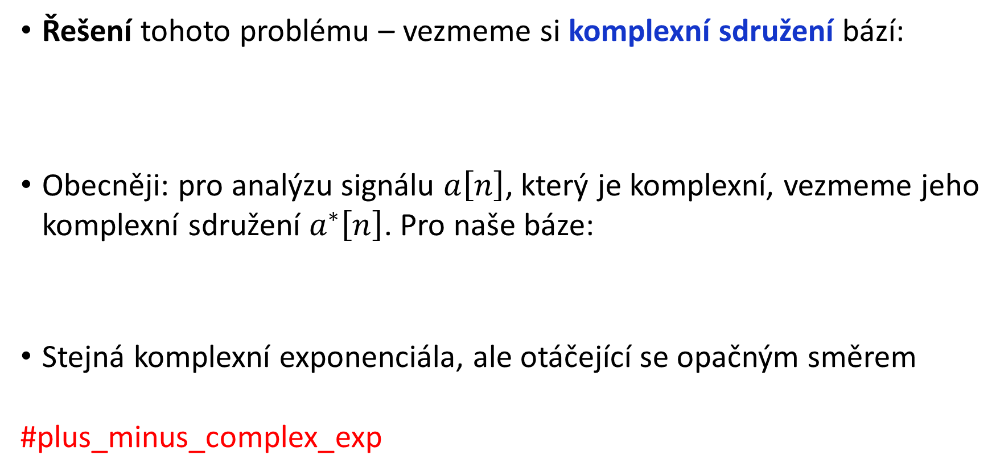 • Řešení tohoto problému – vezmeme si komplexní sdružení bází:
• Obecněji: pro analýzu signálu a[n], který je komplexní, vezmeme jeho
komplexní sdružení a*[n]. Pro naše báze:
• Stejná komplexní exponenciála, ale otáčející se opačným směrem
#plus_minus_complex_exp